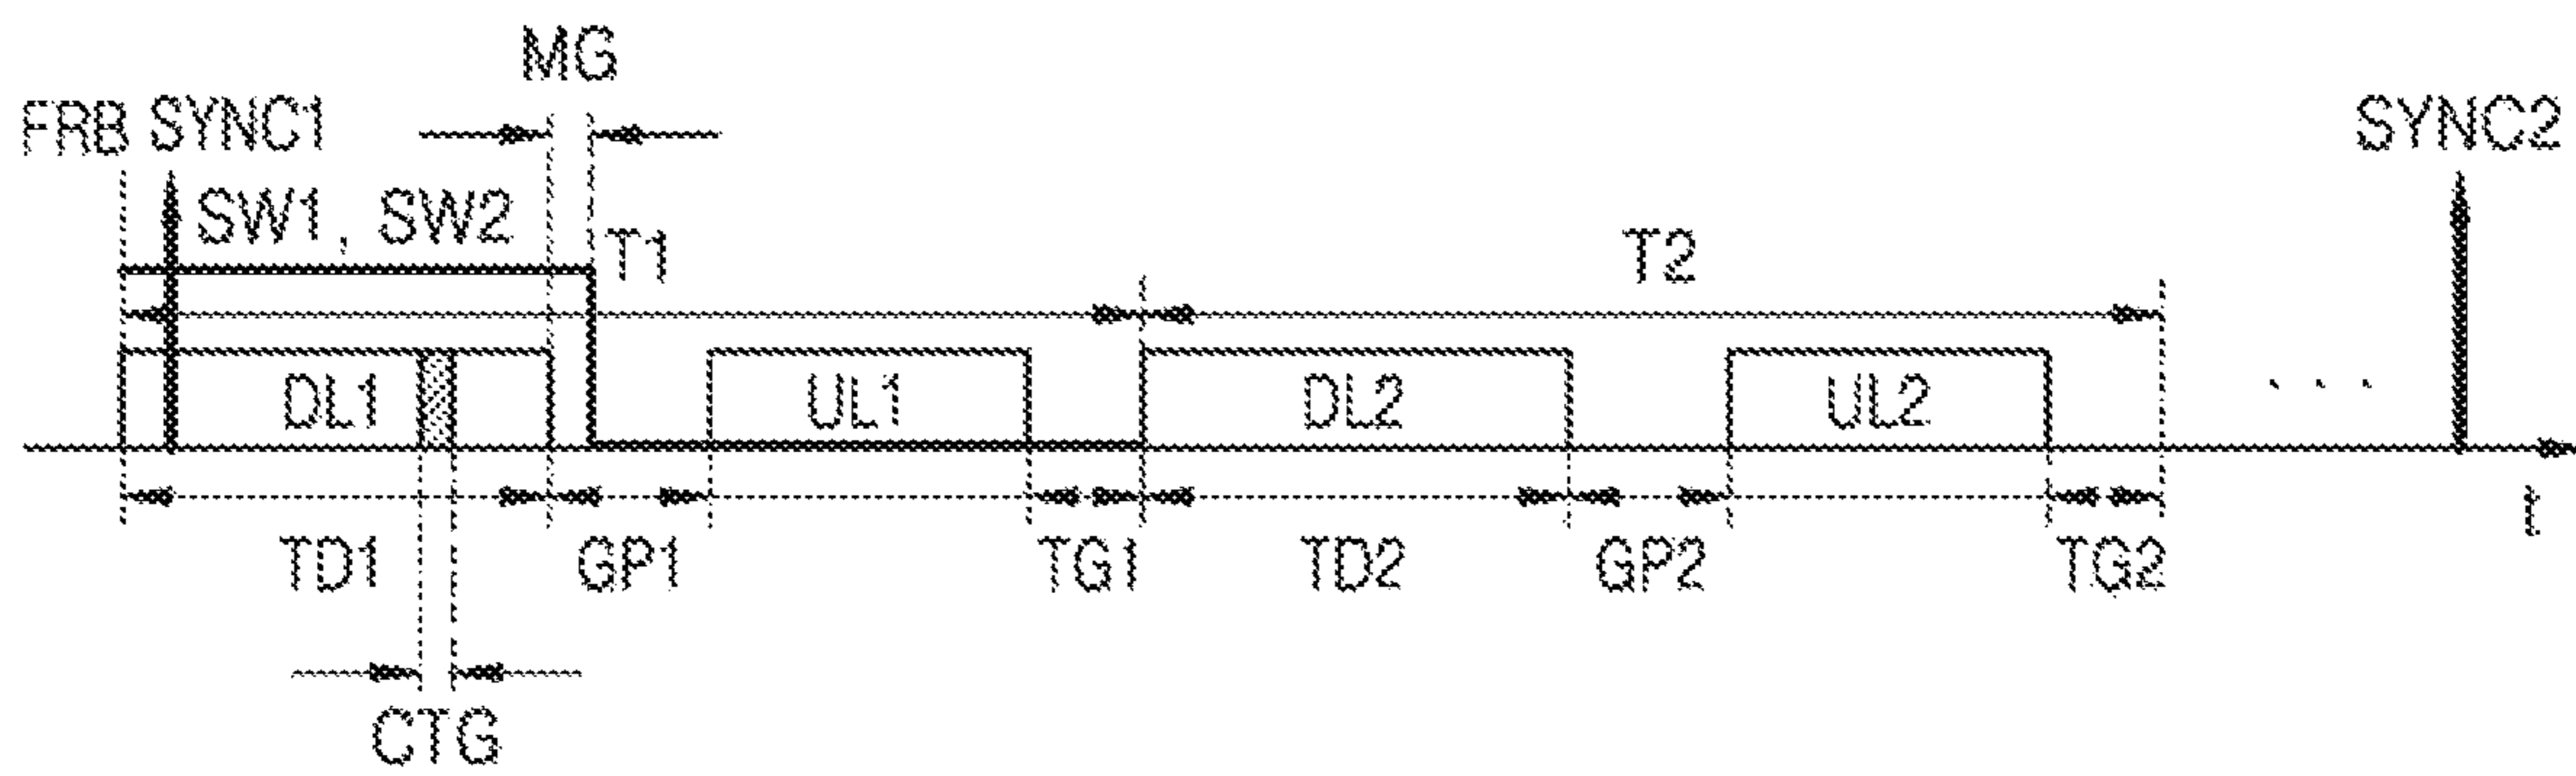 MG
FRB SYNC1 SYNC2
SW1, SW2
T1 T2
DL1 UL1 DL2 UL2 ...
t
TD1 GP1 TG1 TD2 GP2 TG2
CTG